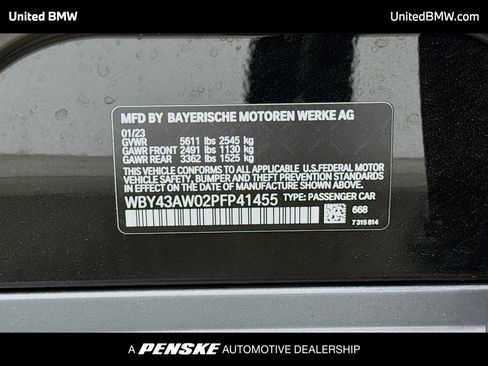 United BMW
UnitedBMW.com
MFD BY BAYERISCHE MOTOREN WERKE AG
01/23
GVWR 5611 lbs 2545 kg
GAWR FRONT 2491 lbs 1130 kg
GAWR REAR 3362 lbs 1525 kg
THIS VEHICLE CONFORMS TO ALL APPLICABLE U.S.FEDERAL MOTOR
VEHICLE SAFETY, BUMPER AND THEFT PREVENTION STANDARDS
IN EFFECT ON THE DATE OF MANUFACTURE SHOWN ABOVE.
WBY43AW02PFP41455 TYPE: PASSENGER CAR
668
7 315 814
A PENSKE AUTOMOTIVE DEALERSHIP